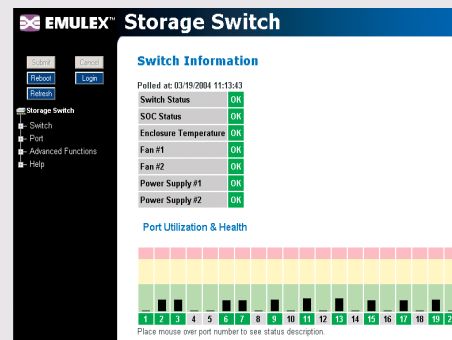 EMULEX™ Storage Switch
Submit Cancel
Reboot Login
Refresh
Storage Switch
Switch
Port
Advanced Functions
Help
Switch Information
Polled at: 03/19/2004 11:13:43
Switch Status OK
SOC Status OK
Enclosure Temperature OK
Fan #1 OK
Fan #2 OK
Power Supply #1 OK
Power Supply #2 OK
Port Utilization & Health
1 2 3 4 5 6 7 8 9 10 11 12 13 14 15 16 17 18 19
Place mouse over port number to see status description.